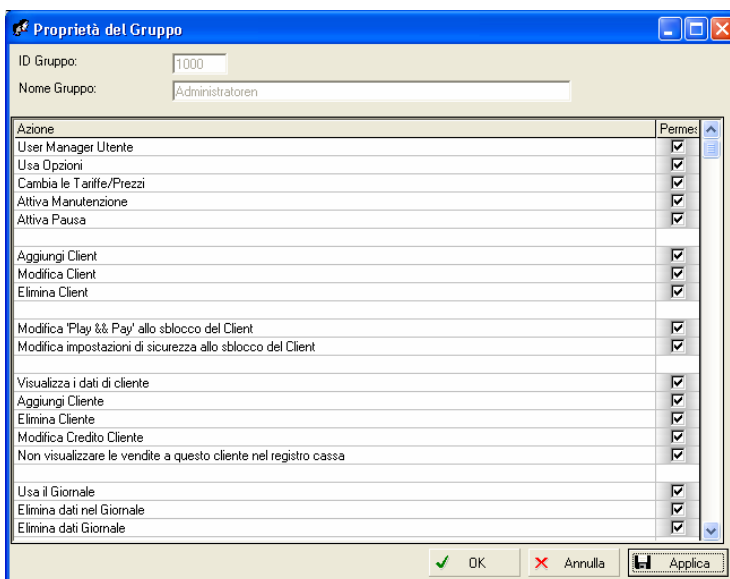 Proprietà del Gruppo
ID Gruppo: 1000
Nome Gruppo: Administratoren
Azione Permes
User Manager Utente
Usa Opzioni
Cambia le Tariffe/Prezzi
Attiva Manutenzione
Attiva Pausa
Aggiungi Client
Modifica Client
Elimina Client
Modifica 'Play && Pay' allo sblocco del Client
Modifica impostazioni di sicurezza allo sblocco del Client
Visualizza i dati di cliente
Aggiungi Cliente
Elimina Cliente
Modifica Credito Cliente
Non visualizzare le vendite a questo cliente nel registro cassa
Usa il Giornale
Elimina dati nel Giornale
Elimina dati Giornale
OK Annulla Applica